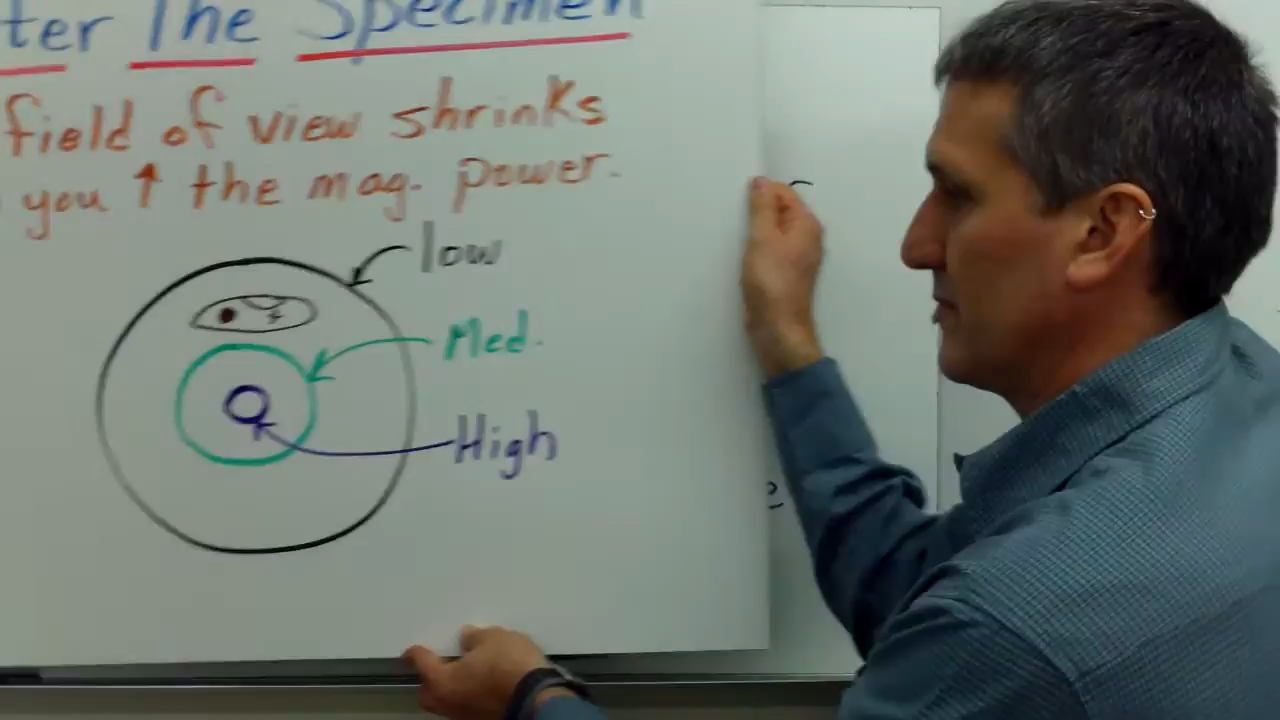 ter The Specimen
field of view shrinks
you ↑ the mag. power.
low
Med.
High